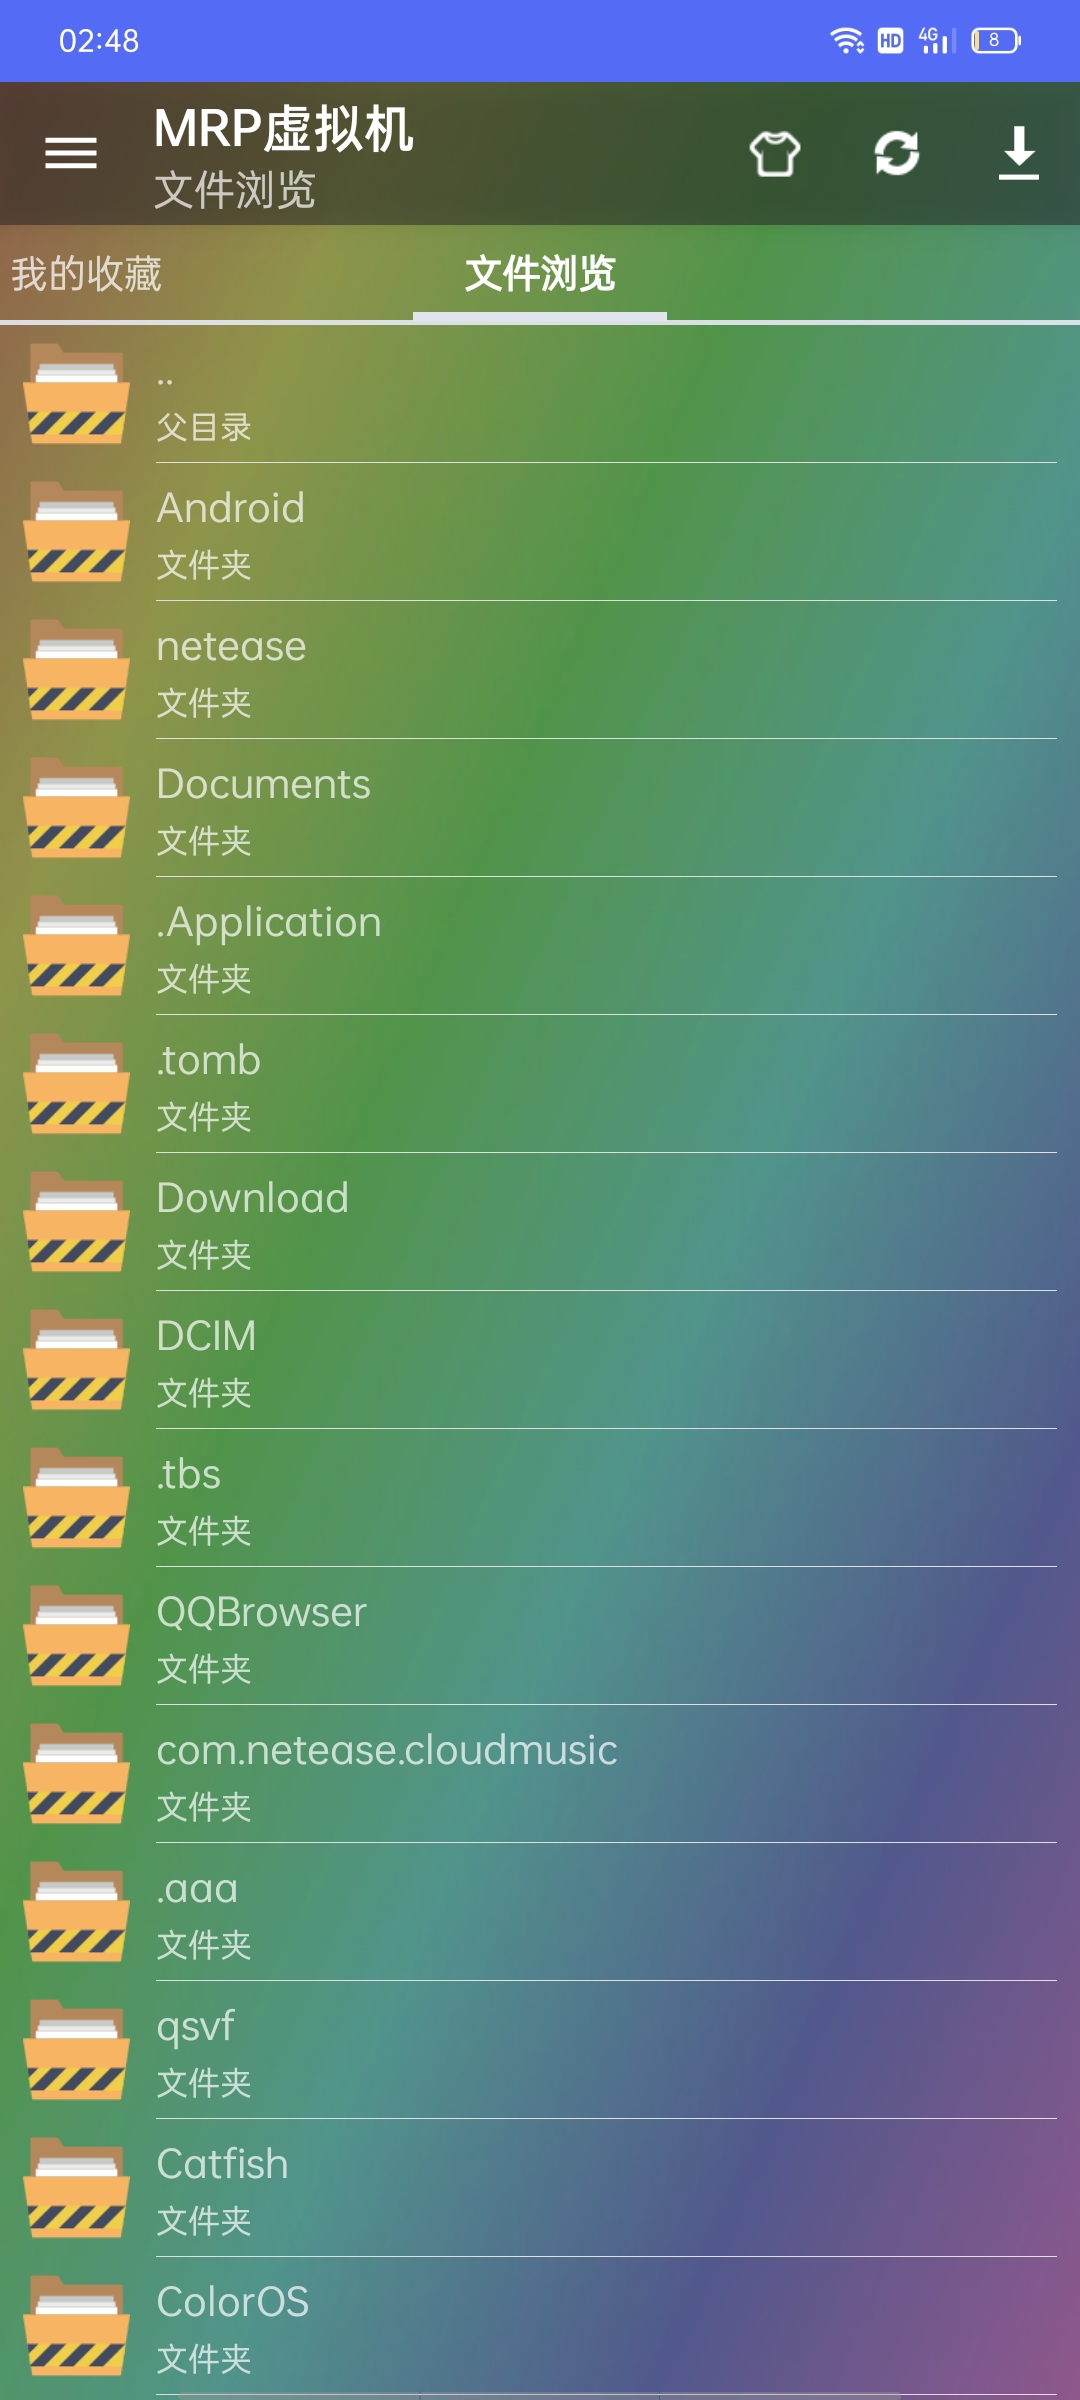 02:48
HD 4G 8
MRP虚拟机
文件浏览
我的收藏 文件浏览
..
父目录
Android
文件夹
netease
文件夹
Documents
文件夹
.Application
文件夹
.tomb
文件夹
Download
文件夹
DCIM
文件夹
.tbs
文件夹
QQBrowser
文件夹
com.netease.cloudmusic
文件夹
.aaa
文件夹
qsvf
文件夹
Catfish
文件夹
ColorOS
文件夹